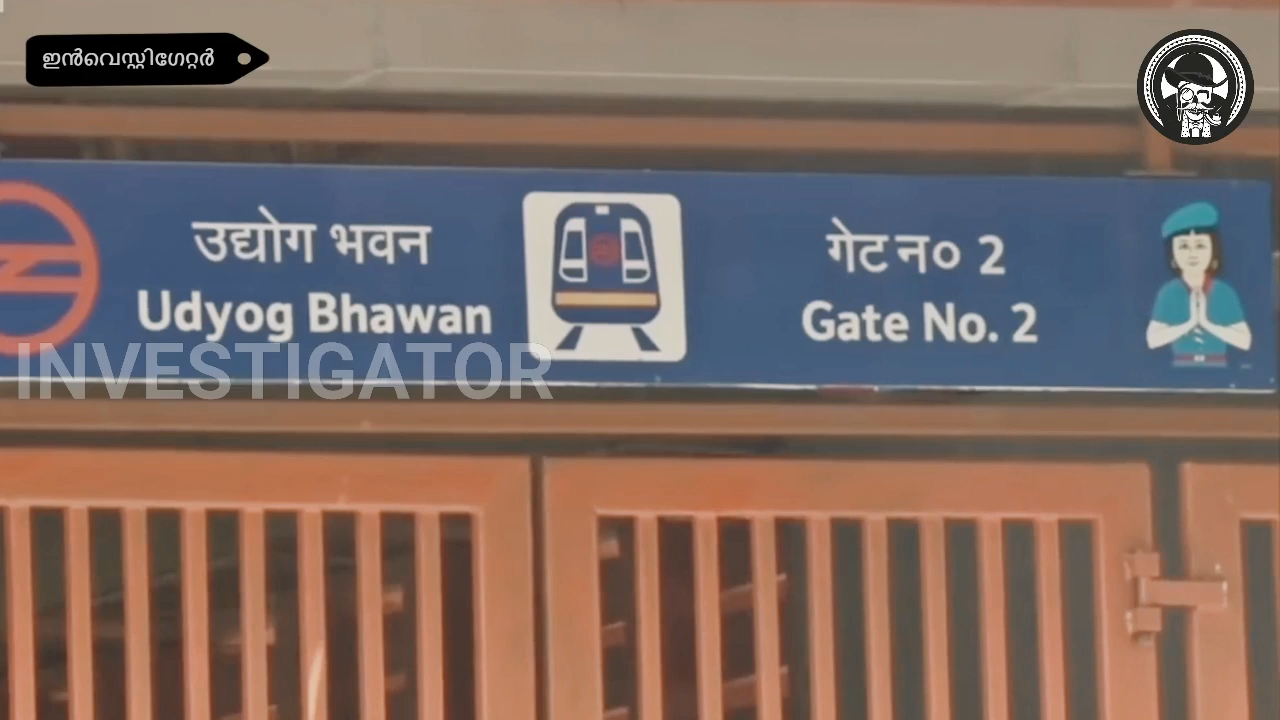 ഇൻവെസ്റ്റിഗേറ്റർ
उद्योग भवन
Udyog Bhawan
गेट न० 2
Gate No. 2
INVESTIGATOR